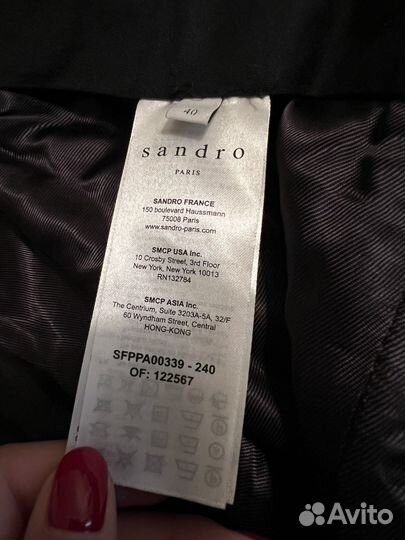 40
sandro
PARIS
SANDRO FRANCE
150 boulevard Haussmann
75008 Paris
www.sandro-paris.com
SMCP USA Inc.
10 Crosby Street, 3rd Floor
New York, New York 10013
RN132784
SMCP ASIA Inc.
The Centrium, Suite 3203A-5A, 32/F
60 Wyndham Street, Central
HONG-KONG
SFPPA00339 - 240
OF: 122567
Avito